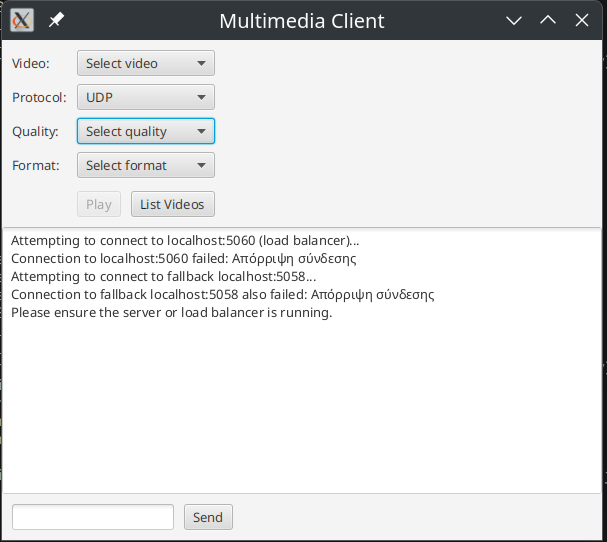 Multimedia Client
Video: Select video
Protocol: UDP
Quality: Select quality
Format: Select format
Play List Videos
Attempting to connect to localhost:5060 (load balancer)...
Connection to localhost:5060 failed: Απόρριψη σύνδεσης
Attempting to connect to fallback localhost:5058...
Connection to fallback localhost:5058 also failed: Απόρριψη σύνδεσης
Please ensure the server or load balancer is running.
Send